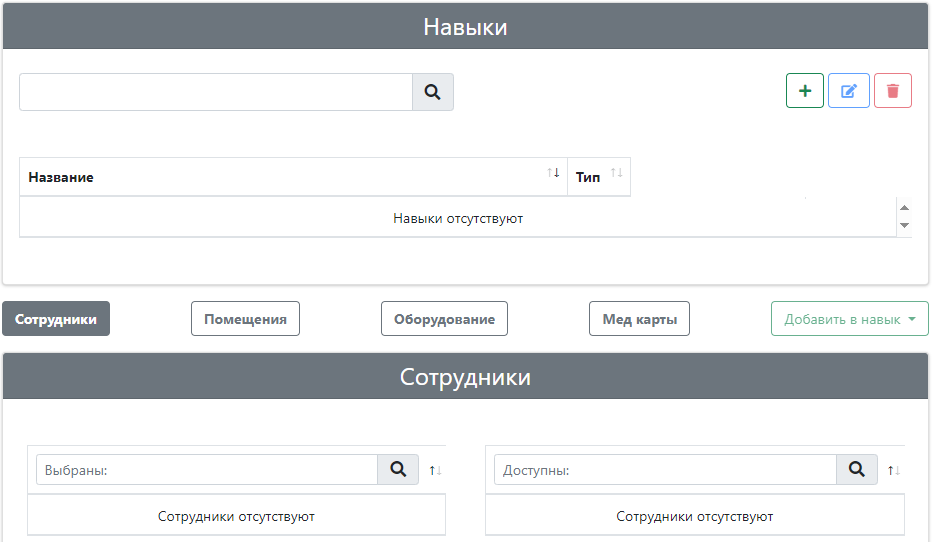 Навыки
Название Тип
Навыки отсутствуют
Сотрудники Помещения Оборудование Мед карты Добавить в навык
Сотрудники
Выбраны: Доступны:
Сотрудники отсутствуют Сотрудники отсутствуют